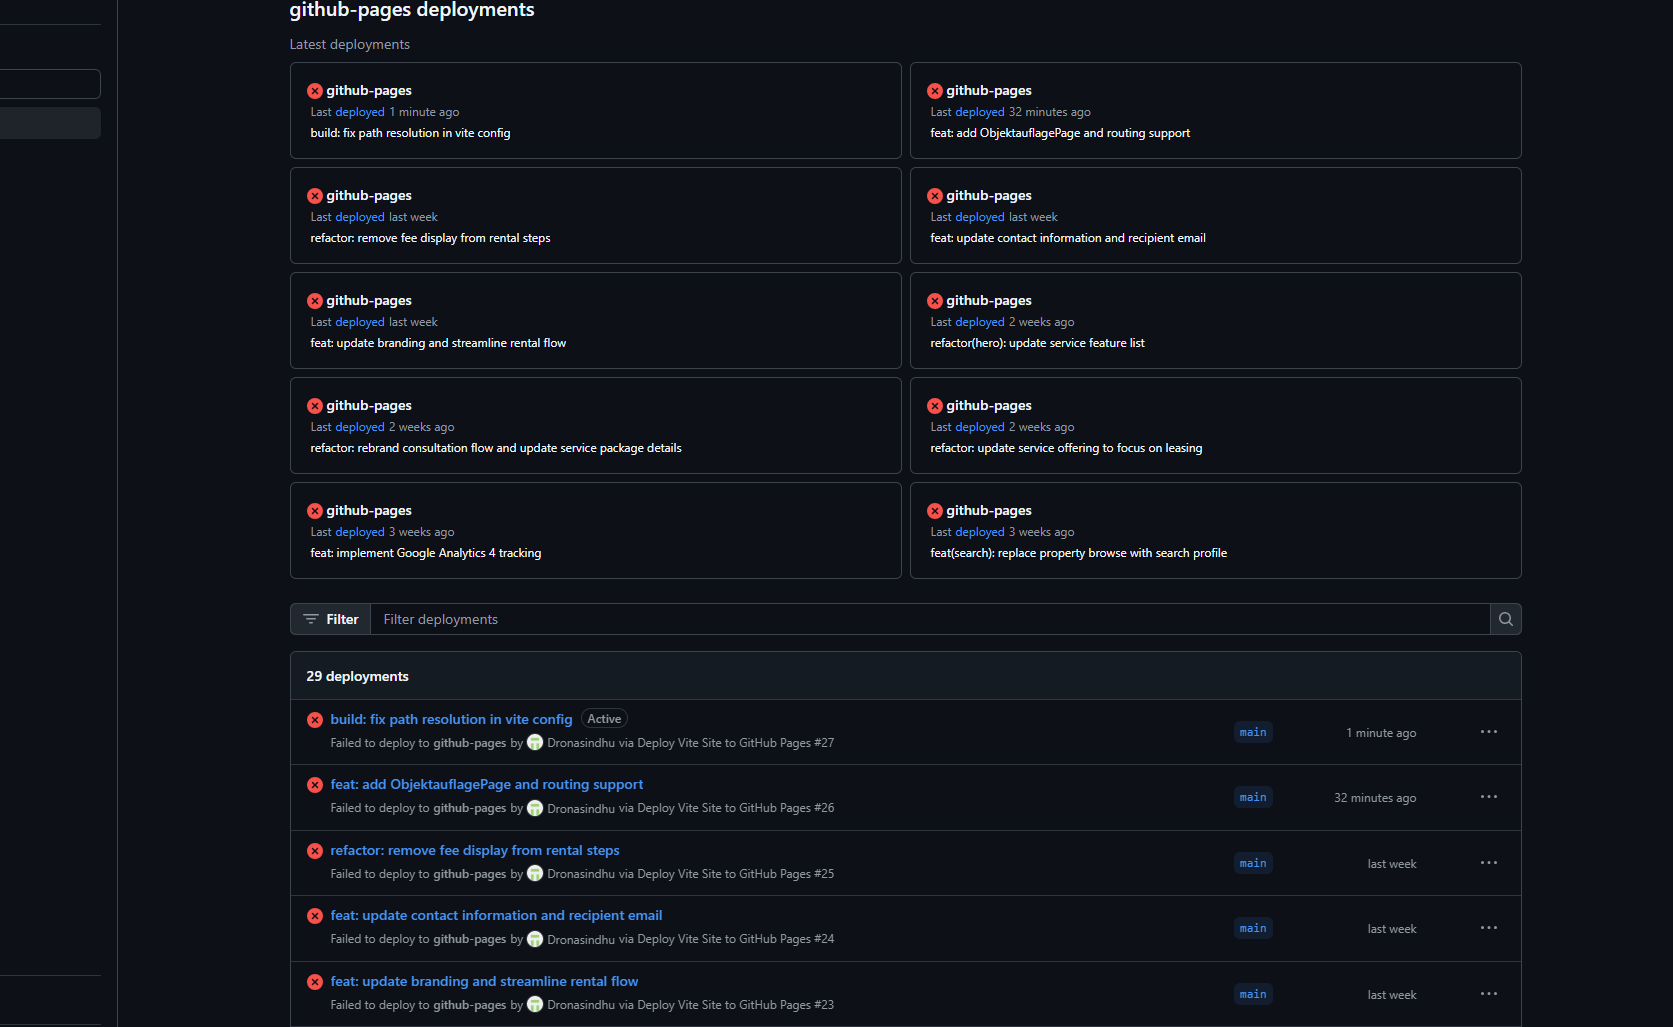 github-pages deployments
Latest deployments
github-pages
Last deployed 1 minute ago
build: fix path resolution in vite config
github-pages
Last deployed 32 minutes ago
feat: add ObjektauflagePage and routing support
github-pages
Last deployed last week
refactor: remove fee display from rental steps
github-pages
Last deployed last week
feat: update contact information and recipient email
github-pages
Last deployed last week
feat: update branding and streamline rental flow
github-pages
Last deployed 2 weeks ago
refactor(hero): update service feature list
github-pages
Last deployed 2 weeks ago
refactor: rebrand consultation flow and update service package details
github-pages
Last deployed 2 weeks ago
refactor: update service offering to focus on leasing
github-pages
Last deployed 3 weeks ago
feat: implement Google Analytics 4 tracking
github-pages
Last deployed 3 weeks ago
feat(search): replace property browse with search profile
Filter Filter deployments
29 deployments
build: fix path resolution in vite config Active
Failed to deploy to github-pages by Dronasindhu via Deploy Vite Site to GitHub Pages #27
main 1 minute ago
feat: add ObjektauflagePage and routing support
Failed to deploy to github-pages by Dronasindhu via Deploy Vite Site to GitHub Pages #26
main 32 minutes ago
refactor: remove fee display from rental steps
Failed to deploy to github-pages by Dronasindhu via Deploy Vite Site to GitHub Pages #25
main last week
feat: update contact information and recipient email
Failed to deploy to github-pages by Dronasindhu via Deploy Vite Site to GitHub Pages #24
main last week
feat: update branding and streamline rental flow
Failed to deploy to github-pages by Dronasindhu via Deploy Vite Site to GitHub Pages #23
main last week